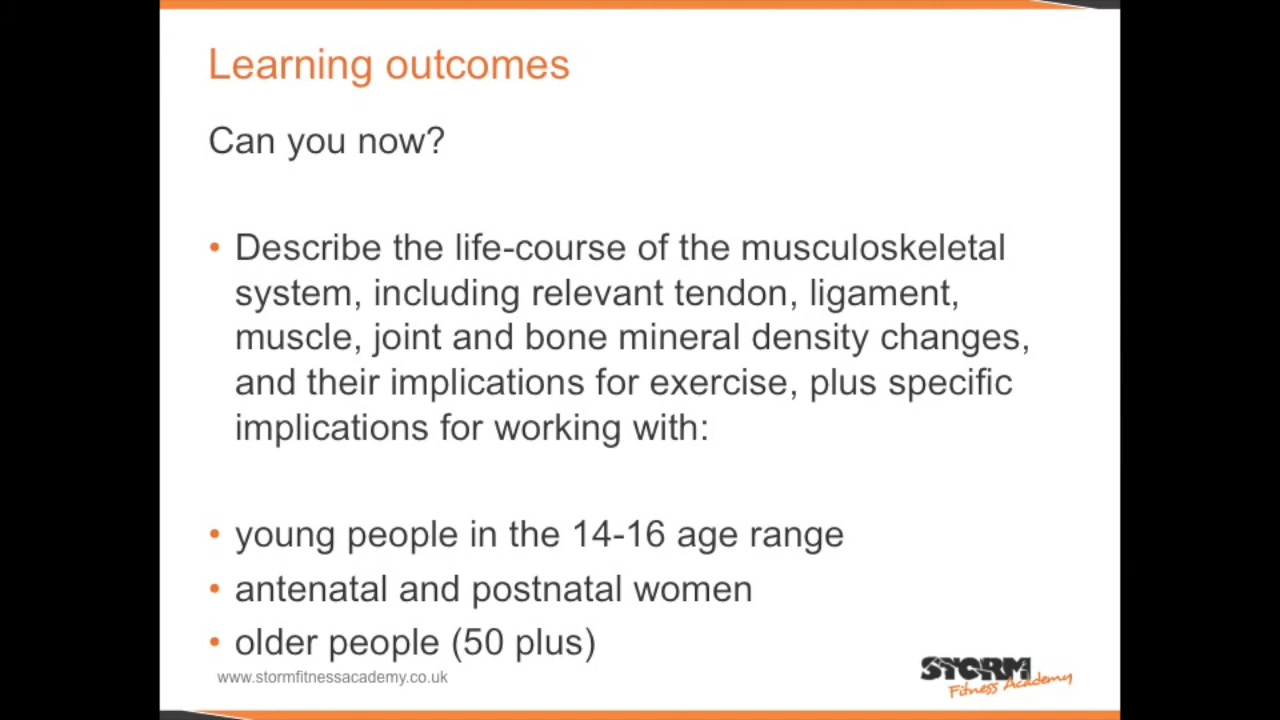 Learning outcomes
Can you now?
• Describe the life-course of the musculoskeletal
system, including relevant tendon, ligament,
muscle, joint and bone mineral density changes,
and their implications for exercise, plus specific
implications for working with:
• young people in the 14-16 age range
• antenatal and postnatal women
• older people (50 plus)
www.stormfitnessacademy.co.uk
STORM
Fitness Academy